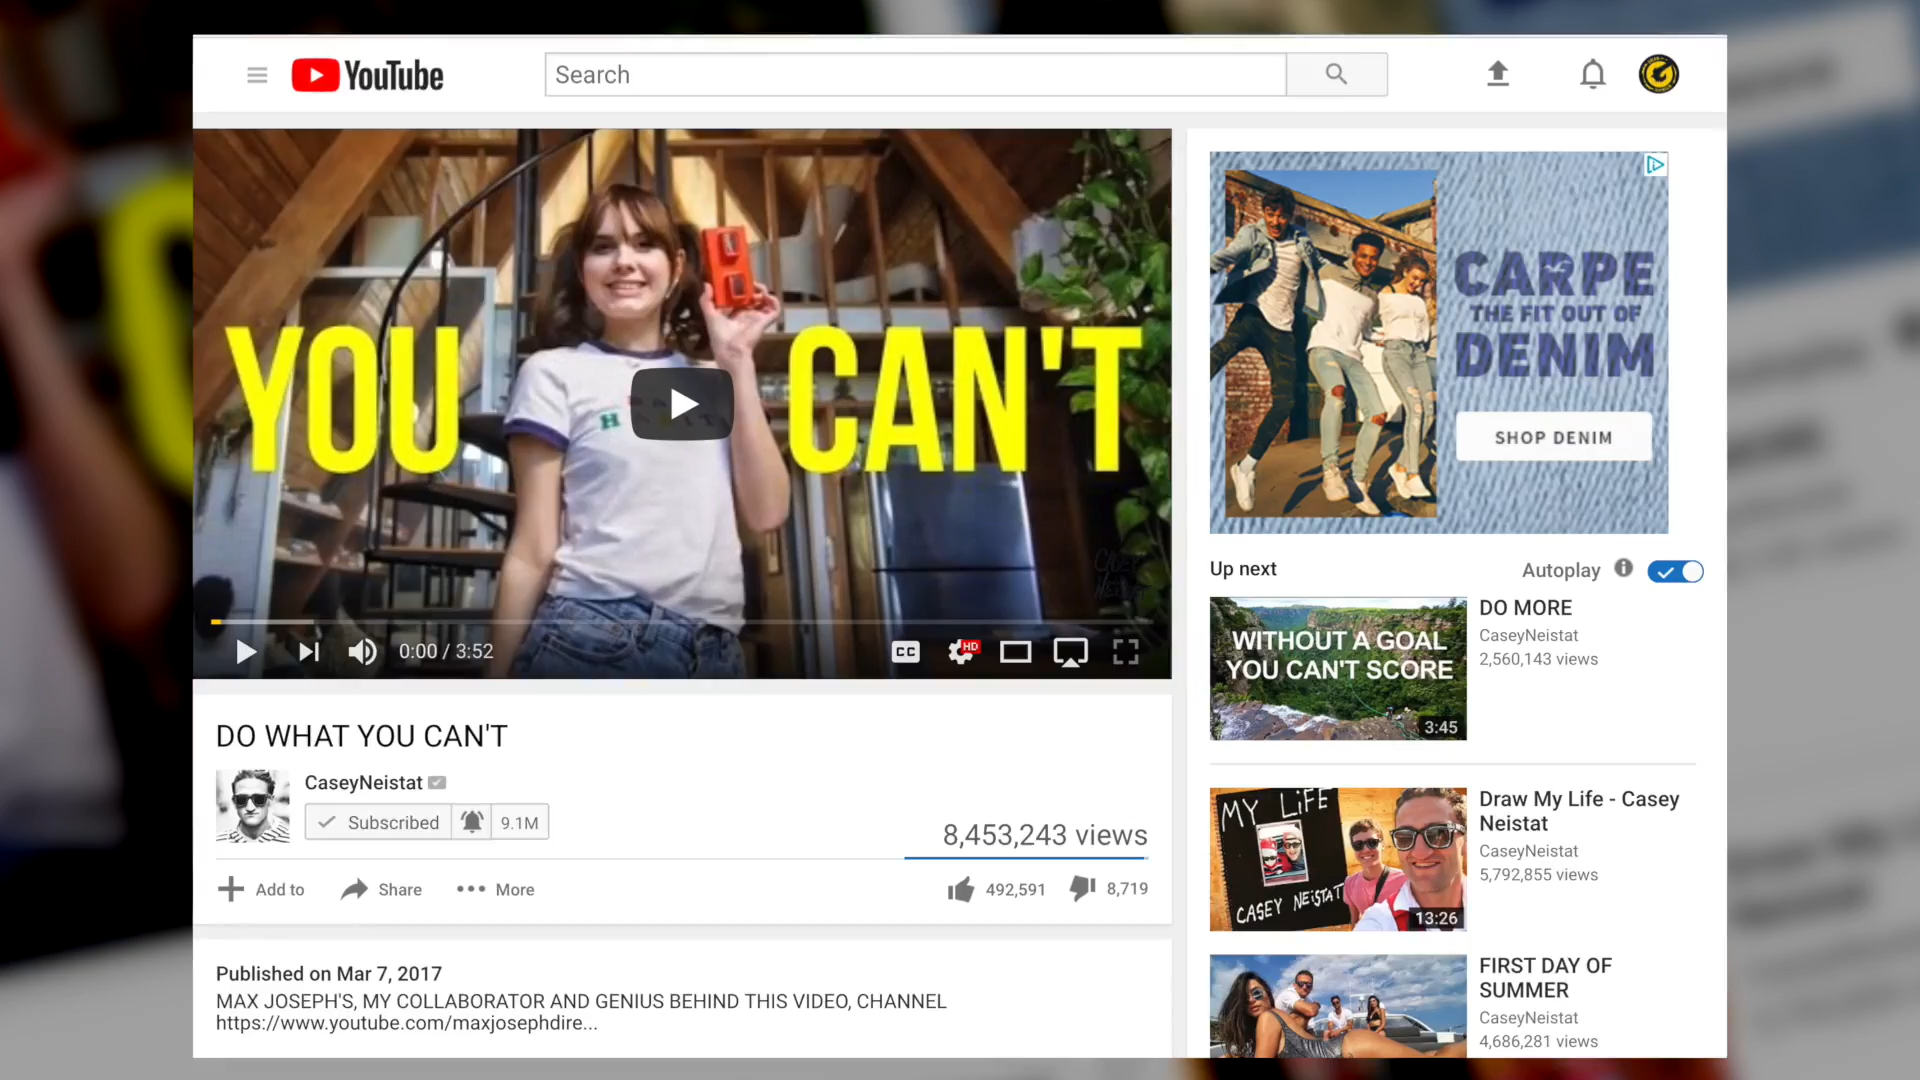 YouTube
Search
YOU CAN'T
0:00 / 3:52
CC
HD
DO WHAT YOU CAN'T
CaseyNeistat
Subscribed
9.1M
8,453,243 views
Add to
Share
More
492,591
8,719
Published on Mar 7, 2017
MAX JOSEPH'S, MY COLLABORATOR AND GENIUS BEHIND THIS VIDEO, CHANNEL
https://www.youtube.com/maxjosephdire...
CARPE
THE FIT OUT OF
DENIM
SHOP DENIM
Up next
Autoplay
WITHOUT A GOAL
YOU CAN'T SCORE
3:45
DO MORE
CaseyNeistat
2,560,143 views
MY LiFE
CASEY NEiSTAT
13:26
Draw My Life - Casey
Neistat
CaseyNeistat
5,792,855 views
FIRST DAY OF
SUMMER
CaseyNeistat
4,686,281 views